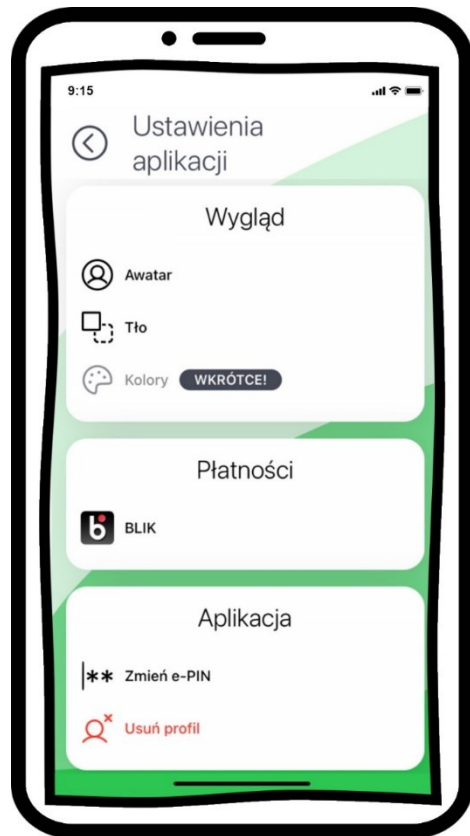 9:15
Ustawienia
aplikacji
Wygląd
Awatar
Tło
Kolory WKRÓTCE!
Płatności
BLIK
Aplikacja
|** Zmień e-PIN
Usuń profil